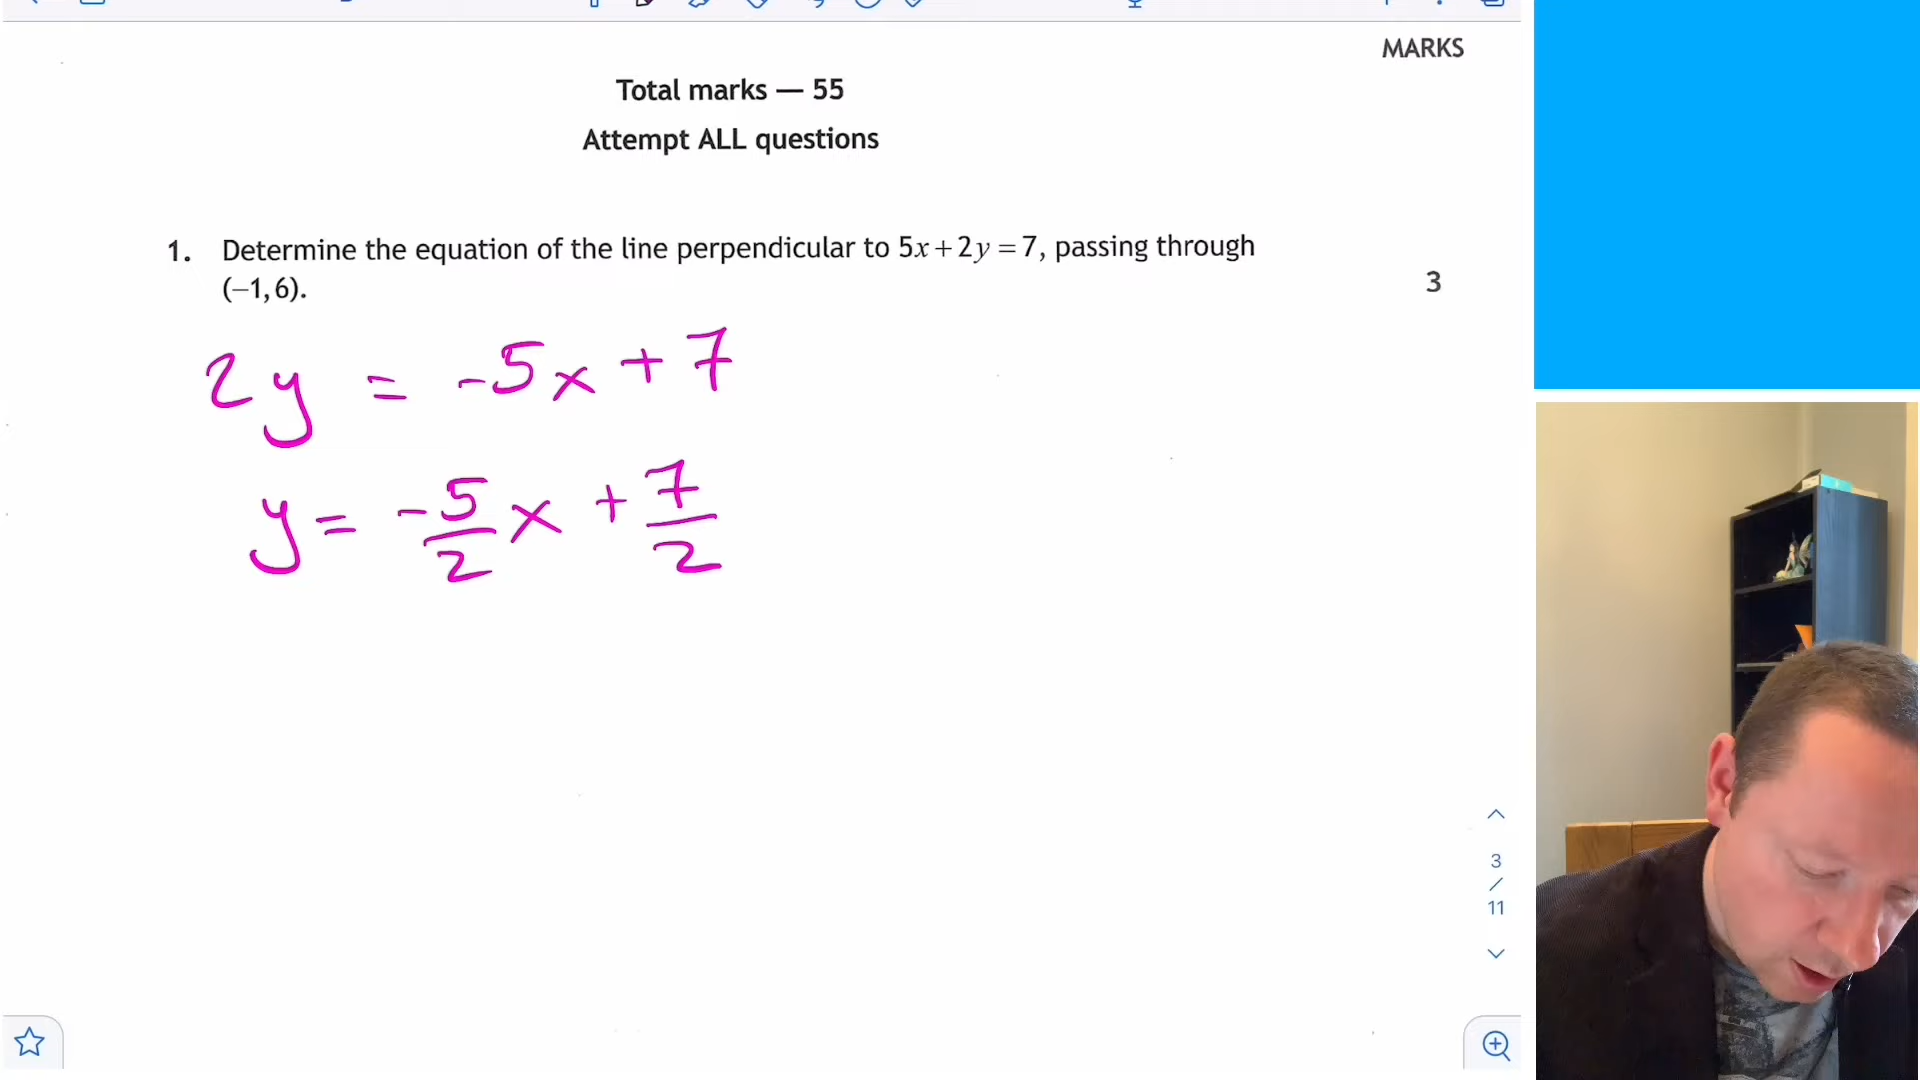 MARKS
Total marks — 55
Attempt ALL questions
1. Determine the equation of the line perpendicular to 5x+2y=7, passing through
(−1,6).
3
2y = -5x + 7
y = -5/2 x + 7/2
3
/
11